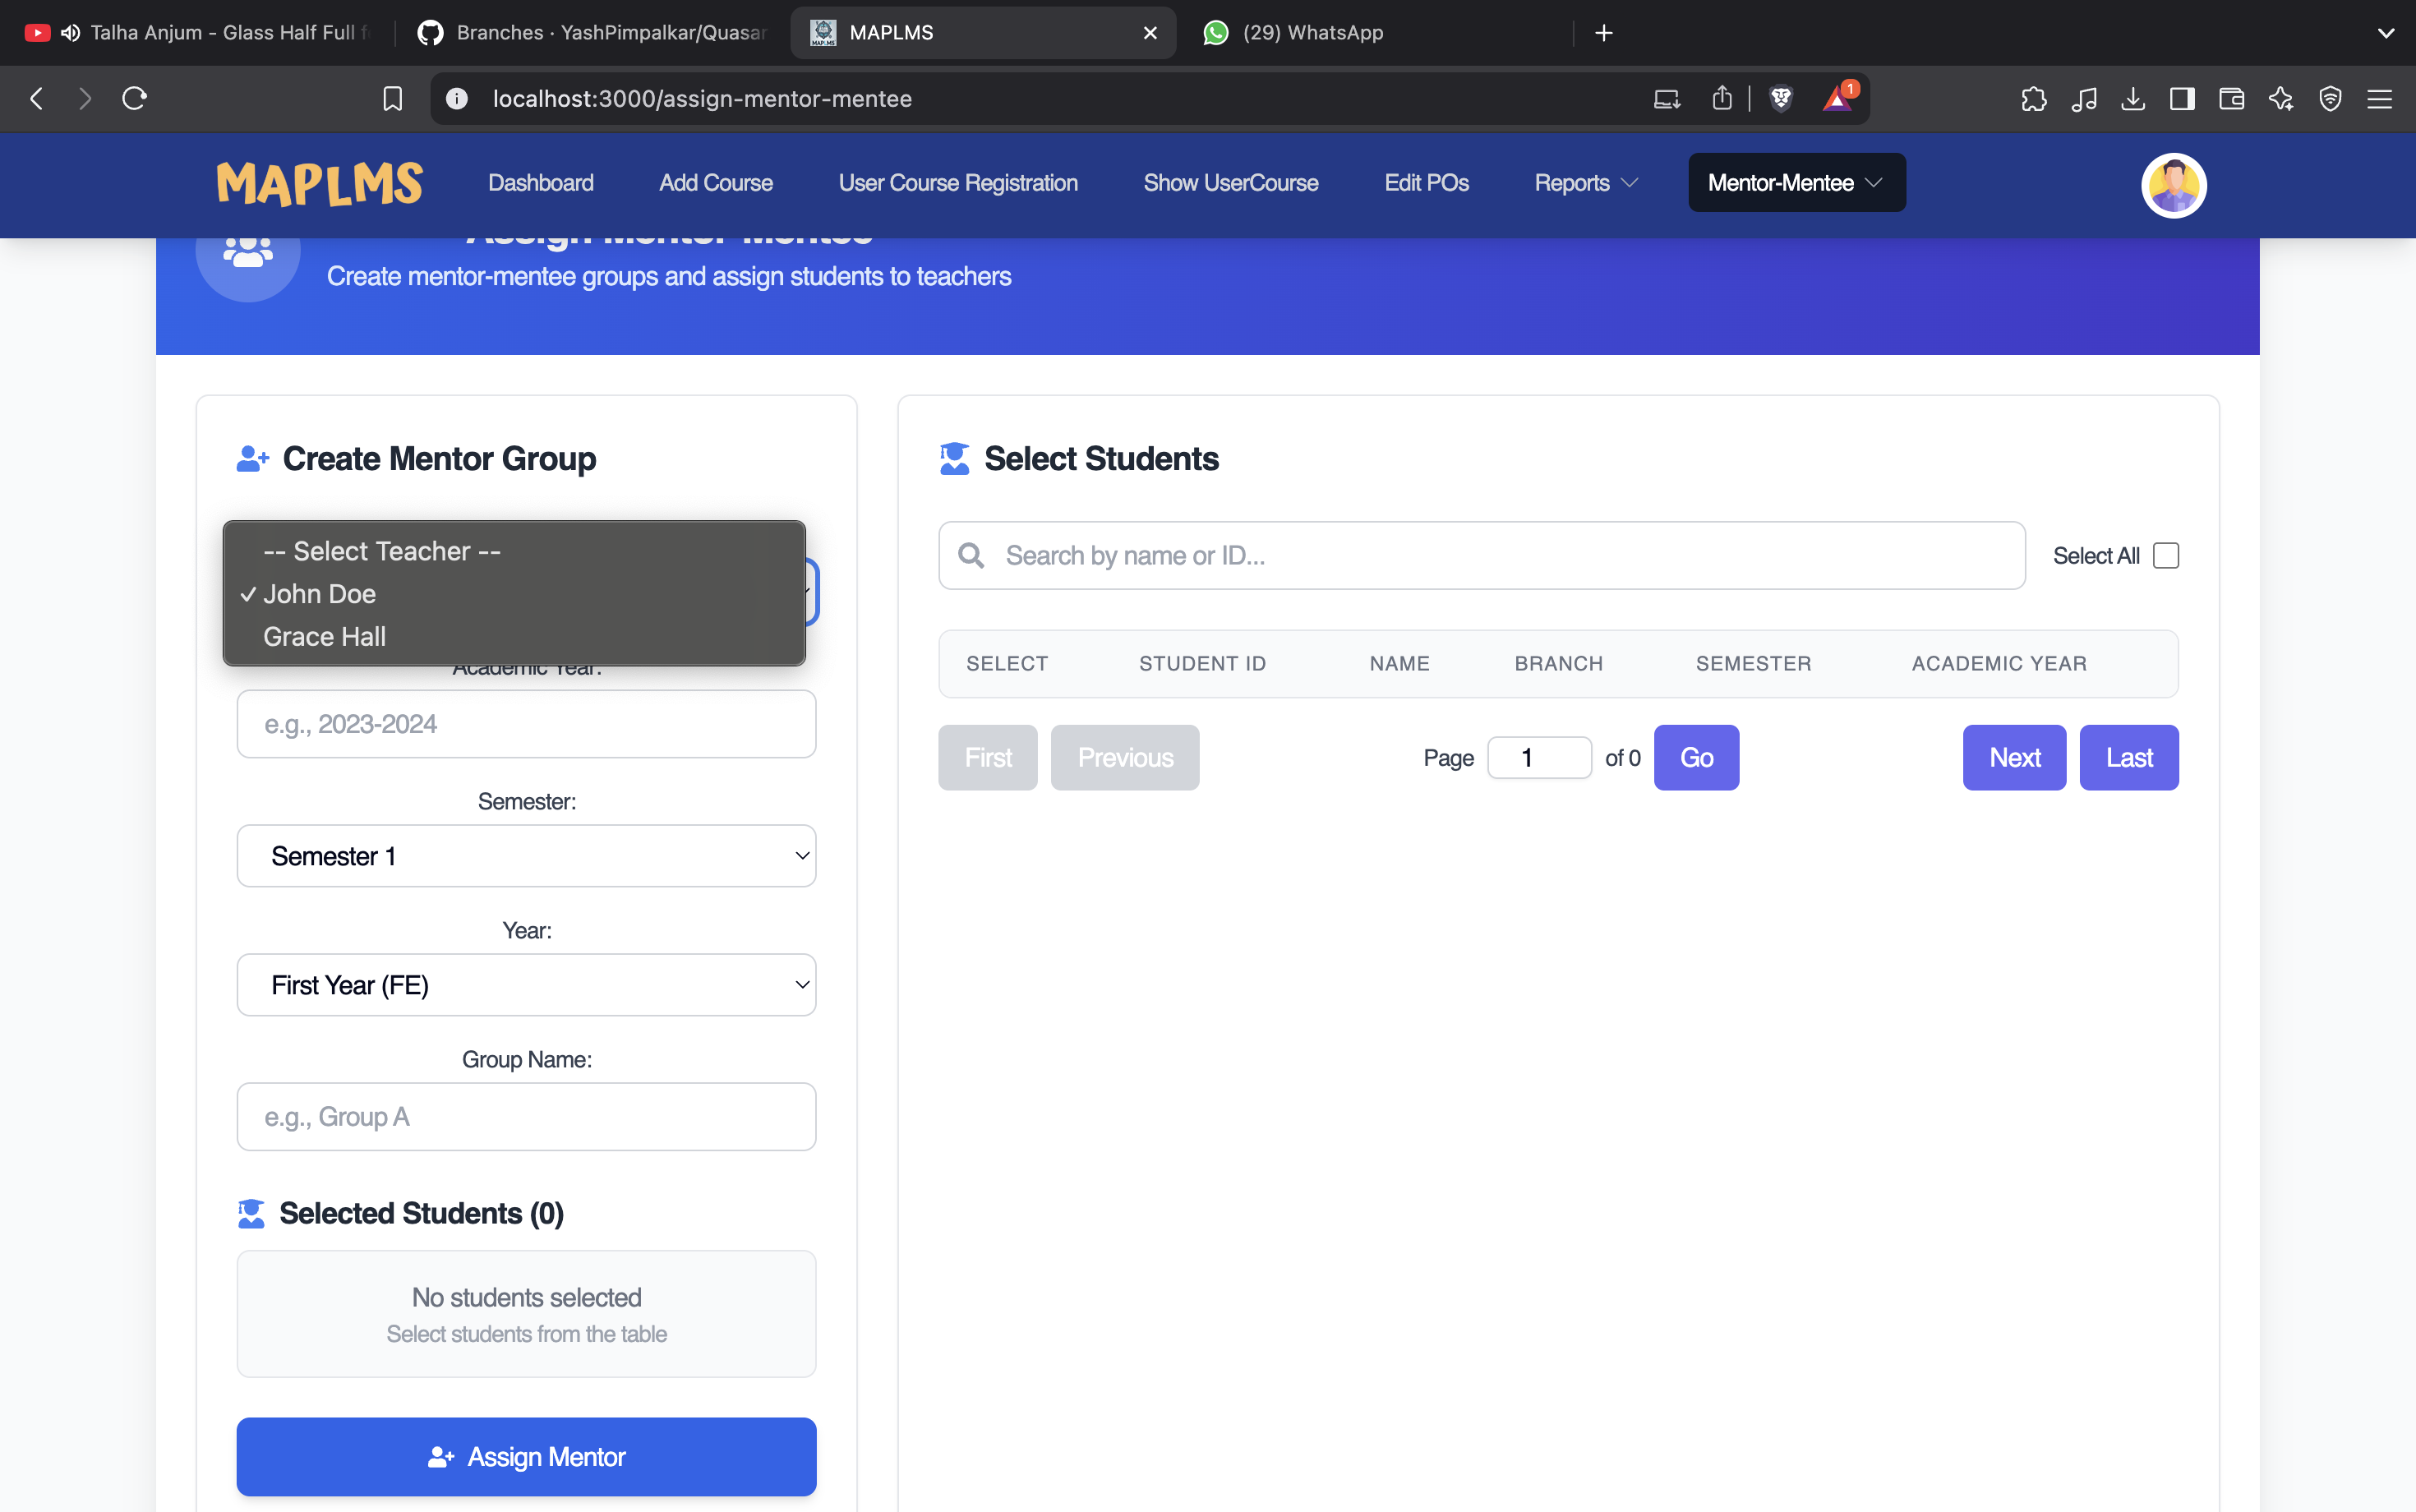 Talha Anjum - Glass Half Full f
Branches · YashPimpalkar/Quasar
MAPLMS
(29) WhatsApp
localhost:3000/assign-mentor-mentee
1
MAPLMS
Dashboard
Add Course
User Course Registration
Show UserCourse
Edit POs
Reports
Mentor-Mentee
Assign Mentor-Mentee
Create mentor-mentee groups and assign students to teachers
Create Mentor Group
-- Select Teacher --
✓ John Doe
Grace Hall
Academic Year:
e.g., 2023-2024
Semester:
Semester 1
Year:
First Year (FE)
Group Name:
e.g., Group A
Selected Students (0)
No students selected
Select students from the table
Assign Mentor
Select Students
Search by name or ID...
Select All
SELECT STUDENT ID NAME BRANCH SEMESTER ACADEMIC YEAR
First Previous Page 1 of 0 Go Next Last